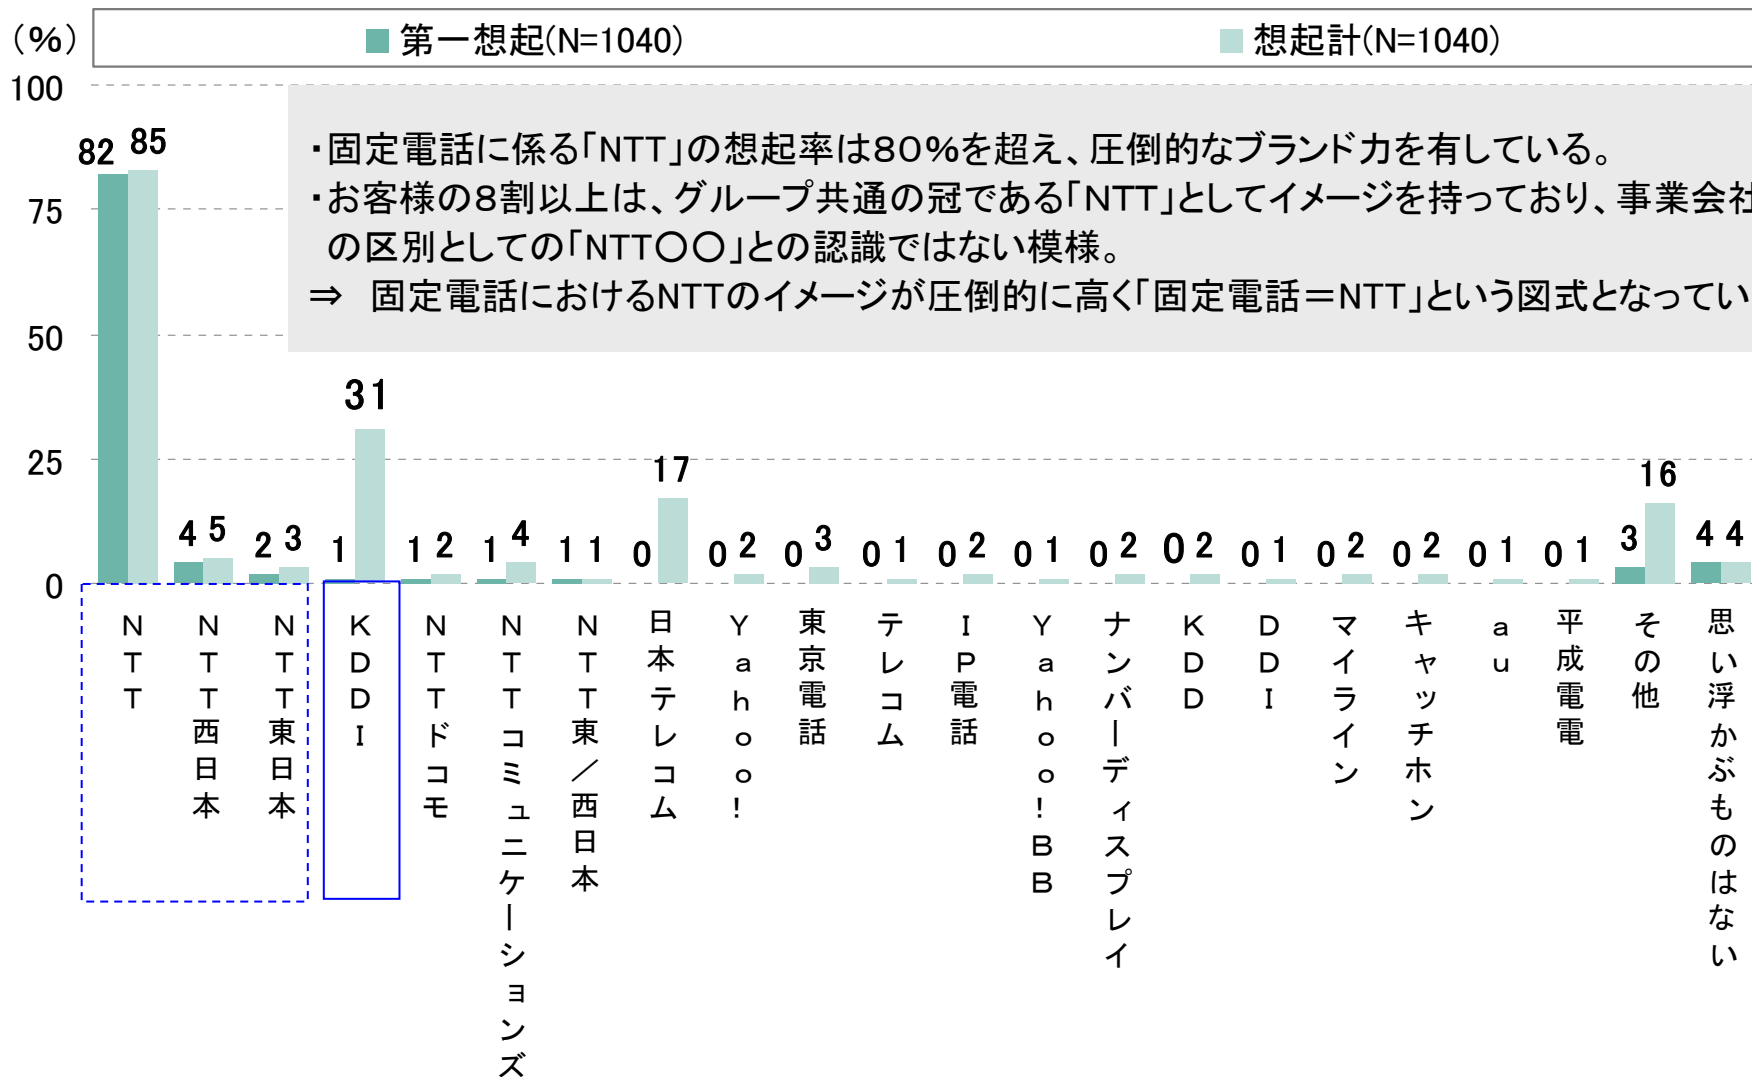 (%)
■ 第一想起(N=1040)
■ 想起計(N=1040)
100
75
50
25
0
・固定電話に係る「NTT」の想起率は80%を超え、圧倒的なブランド力を有している。
・お客様の8割以上は、グループ共通の冠である「NTT」としてイメージを持っており、事業会社
の区別としての「NTT〇〇」との認識ではない模様。
⇒ 固定電話におけるNTTのイメージが圧倒的に高く「固定電話=NTT」という図式となってい
82 85
4 5
2 3
1 31
1 2
1 4
1 1
0 17
0 2
0 3
0 1
0 2
0 1
0 2
0 2
0 1
0 2
0 2
0 1
0 1
3 16
4 4
NTT
NTT西日本
NTT東日本
KDDI
NTTドコモ
NTTコミュニケーションズ
NTT東/西日本
日本テレコム
Yahoo!
東京電話
テレコム
IP電話
Yahoo!BB
ナンバーディスプレイ
KDD
DDI
マイライン
キャッチホン
au
平成電電
その他
思い浮かぶものはない